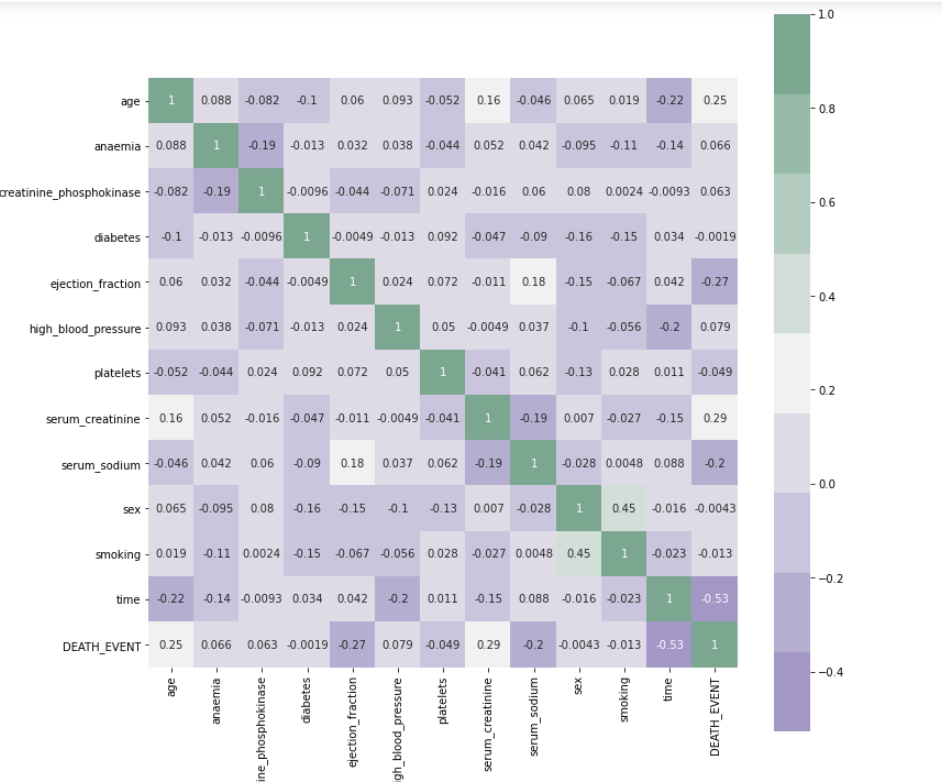 1.0
age 1 0.088 -0.082 -0.1 0.06 0.093 -0.052 0.16 -0.046 0.065 0.019 -0.22 0.25
0.8
anaemia 0.088 1 -0.19 -0.013 0.032 0.038 -0.044 0.052 0.042 -0.095 -0.11 -0.14 0.066
creatinine_phosphokinase -0.082 -0.19 1 -0.0096 -0.044 -0.071 0.024 -0.016 0.06 0.08 0.0024 -0.0093 0.063
0.6
diabetes -0.1 -0.013 -0.0096 1 -0.0049 -0.013 0.092 -0.047 -0.09 -0.16 -0.15 0.034 -0.0019
ejection_fraction 0.06 0.032 -0.044 -0.0049 1 0.024 0.072 -0.011 0.18 -0.15 -0.067 0.042 -0.27
0.4
high_blood_pressure 0.093 0.038 -0.071 -0.013 0.024 1 0.05 -0.0049 0.037 -0.1 -0.056 -0.2 0.079
platelets -0.052 -0.044 0.024 0.092 0.072 0.05 1 -0.041 0.062 -0.13 0.028 0.011 -0.049
0.2
serum_creatinine 0.16 0.052 -0.016 -0.047 -0.011 -0.0049 -0.041 1 -0.19 0.007 -0.027 -0.15 0.29
serum_sodium -0.046 0.042 0.06 -0.09 0.18 0.037 0.062 -0.19 1 -0.028 0.0048 0.088 -0.2
0.0
sex 0.065 -0.095 0.08 -0.16 -0.15 -0.1 -0.13 0.007 -0.028 1 0.45 -0.016 -0.0043
smoking 0.019 -0.11 0.0024 -0.15 -0.067 -0.056 0.028 -0.027 0.0048 0.45 1 -0.023 -0.013
−0.2
time -0.22 -0.14 -0.0093 0.034 0.042 -0.2 0.011 -0.15 0.088 -0.016 -0.023 1 -0.53
DEATH_EVENT 0.25 0.066 0.063 -0.0019 -0.27 0.079 -0.049 0.29 -0.2 -0.0043 -0.013 -0.53 1
−0.4
age
anaemia
ine_phosphokinase
diabetes
ejection_fraction
igh_blood_pressure
platelets
serum_creatinine
serum_sodium
sex
smoking
time
DEATH_EVENT